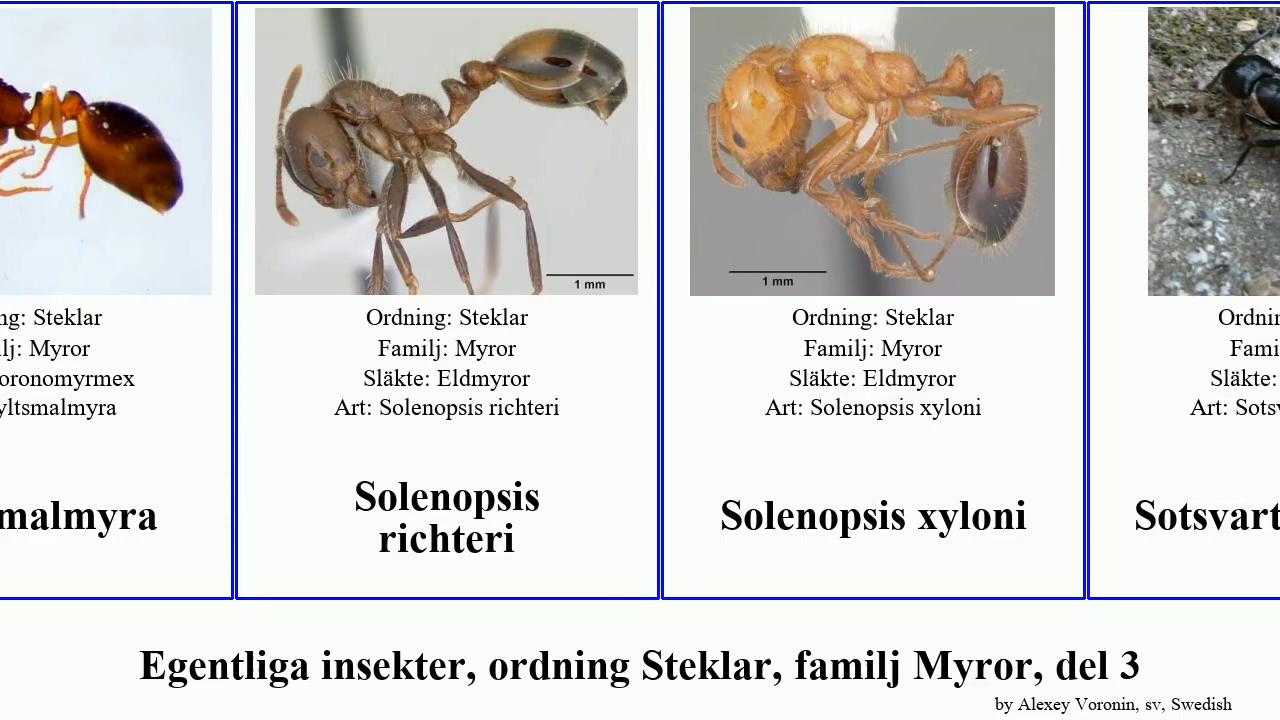 ng: Steklar
lj: Myror
oronomyrmex
yltsmalmyra
malmyra
1 mm
Ordning: Steklar
Familj: Myror
Släkte: Eldmyror
Art: Solenopsis richteri
Solenopsis
richteri
1 mm
Ordning: Steklar
Familj: Myror
Släkte: Eldmyror
Art: Solenopsis xyloni
Solenopsis xyloni
Ordnin
Fami
Släkte:
Art: Sotsv
Sotsvart
Egentliga insekter, ordning Steklar, familj Myror, del 3
by Alexey Voronin, sv, Swedish